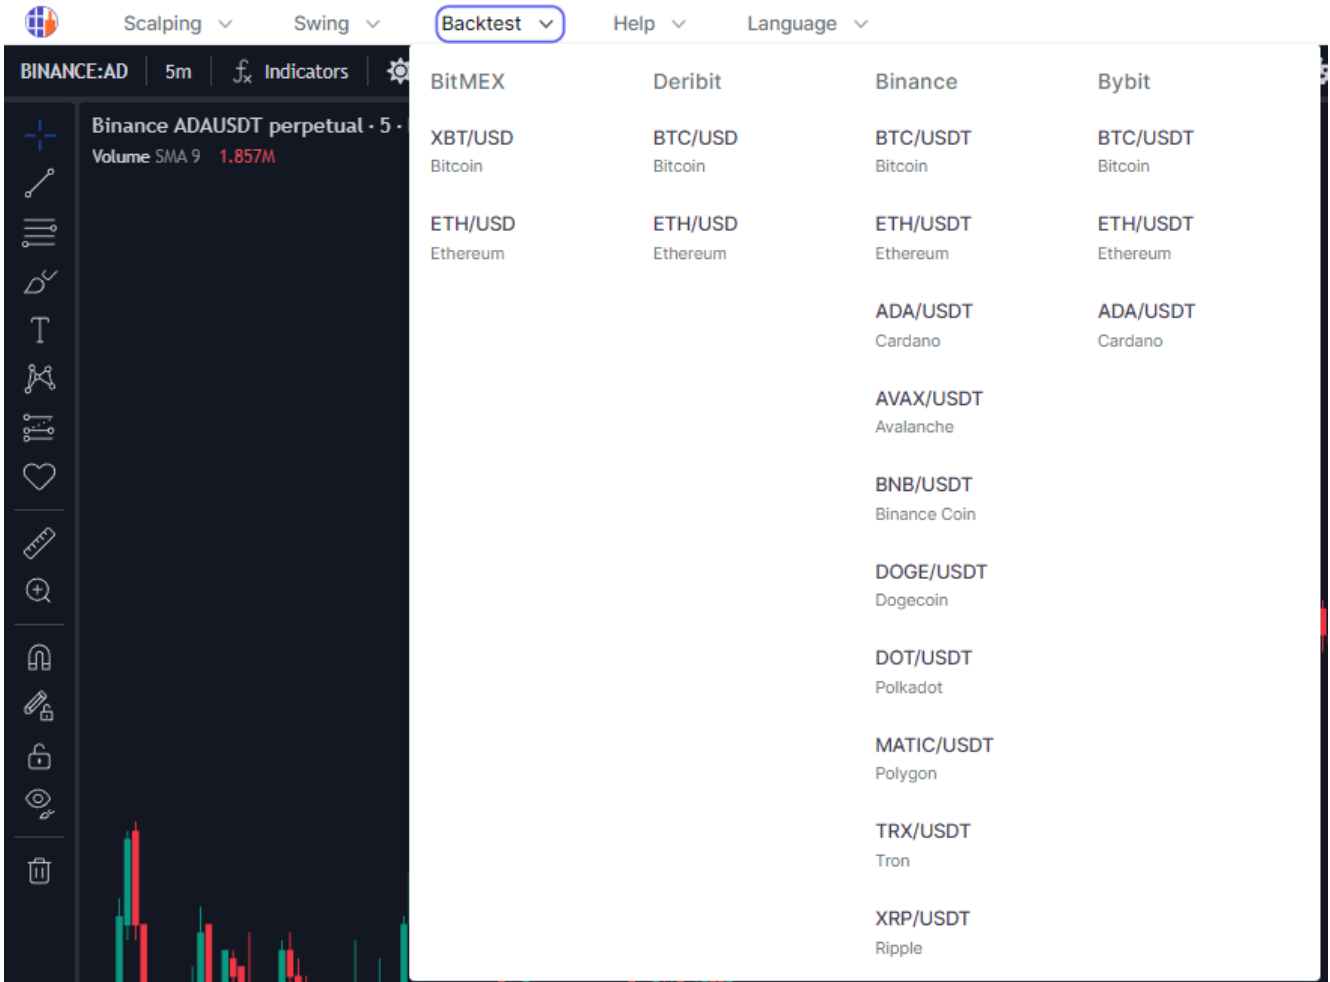 Scalping Swing Backtest Help Language
BINANCE:AD 5m Indicators
Binance ADAUSDT perpetual · 5 ·
Volume SMA 9 1.857M
BitMEX
XBT/USD
Bitcoin
ETH/USD
Ethereum
Deribit
BTC/USD
Bitcoin
ETH/USD
Ethereum
Binance
BTC/USDT
Bitcoin
ETH/USDT
Ethereum
ADA/USDT
Cardano
AVAX/USDT
Avalanche
BNB/USDT
Binance Coin
DOGE/USDT
Dogecoin
DOT/USDT
Polkadot
MATIC/USDT
Polygon
TRX/USDT
Tron
XRP/USDT
Ripple
Bybit
BTC/USDT
Bitcoin
ETH/USDT
Ethereum
ADA/USDT
Cardano